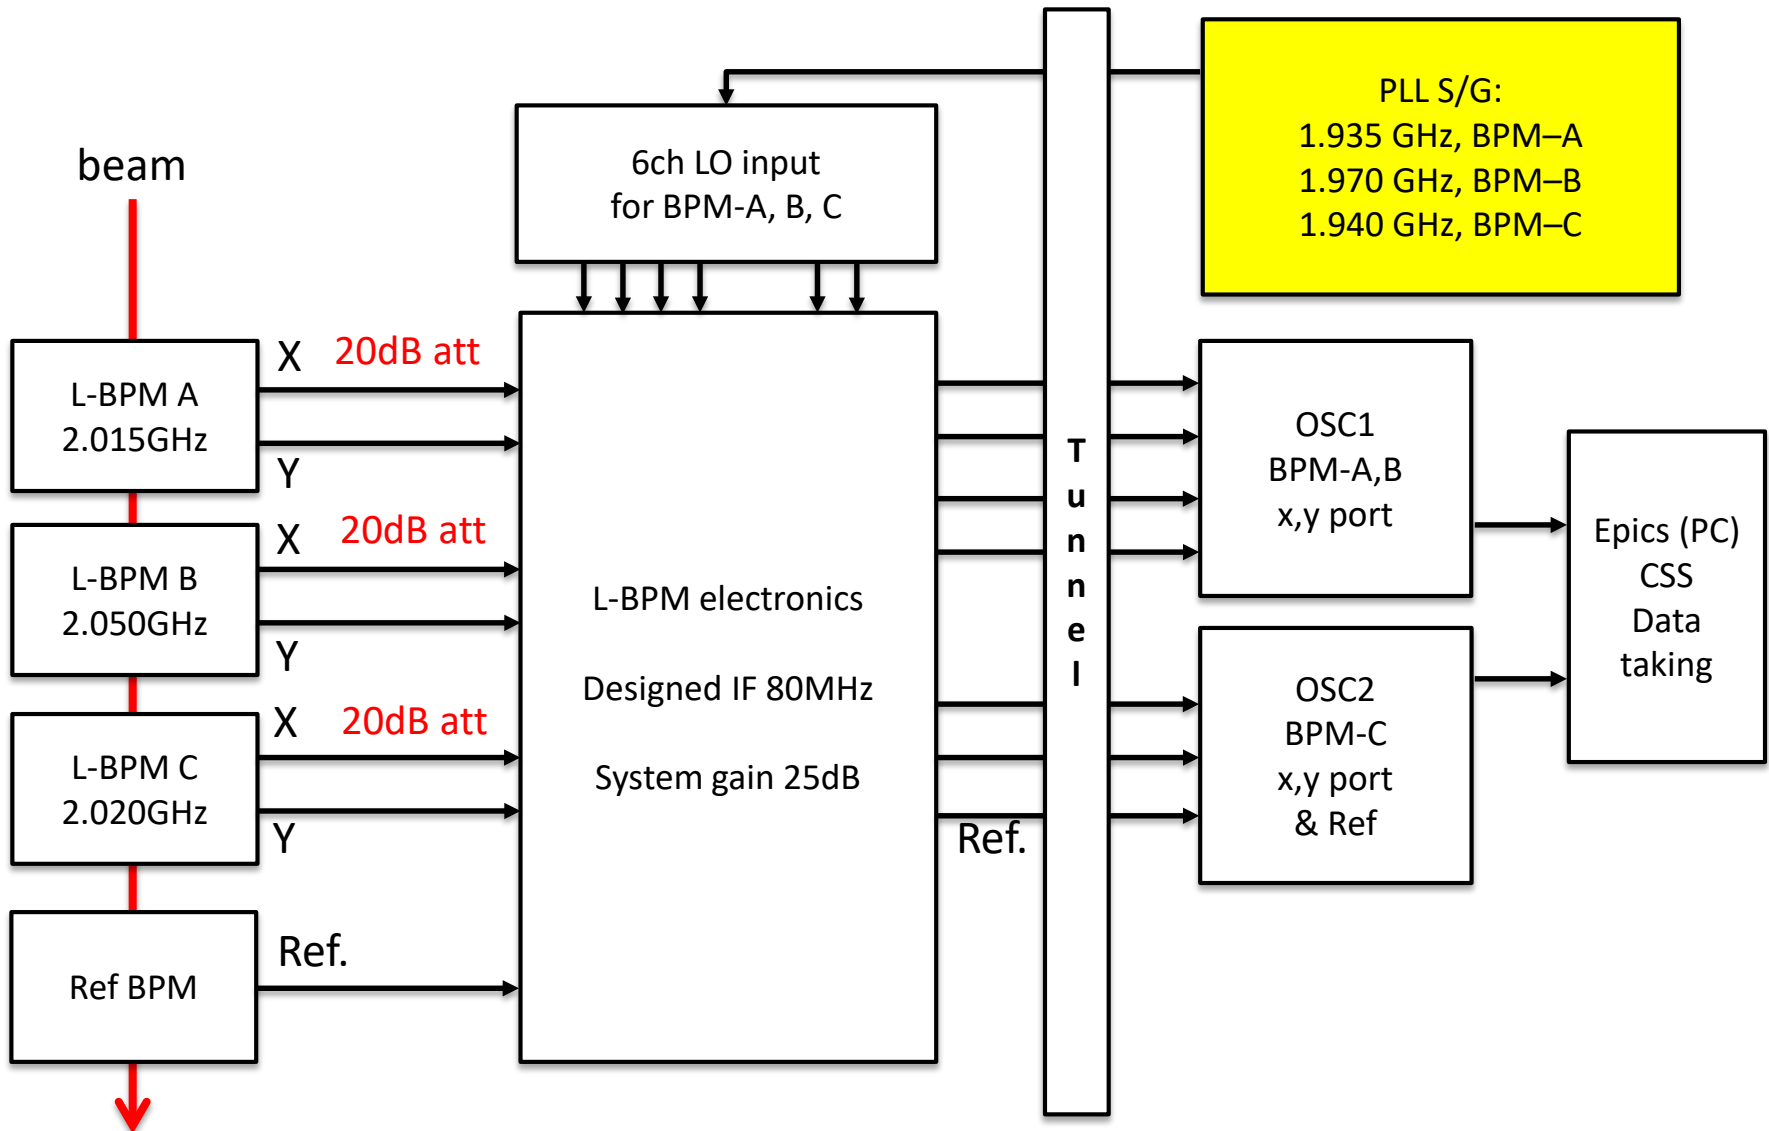 PLL S/G:
1.935 GHz, BPM–A
1.970 GHz, BPM–B
1.940 GHz, BPM–C
6ch LO input
for BPM-A, B, C
beam
L-BPM A
2.015GHz
X
20dB att
Y
L-BPM B
2.050GHz
X
20dB att
Y
L-BPM C
2.020GHz
X
20dB att
Y
Ref BPM
Ref.
L-BPM electronics
Designed IF 80MHz
System gain 25dB
Ref.
Tunnel
OSC1
BPM-A,B
x,y port
OSC2
BPM-C
x,y port
& Ref
Epics (PC)
CSS
Data
taking